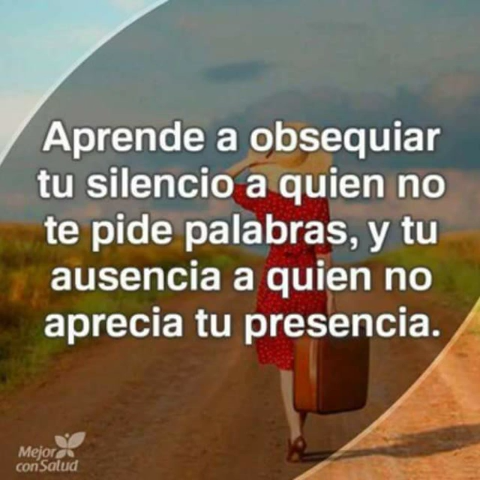 Aprende a obsequiar
tu silencio a quien no
te pide palabras, y tu
ausencia a quien no
aprecia tu presencia.
Mejor
con Salud